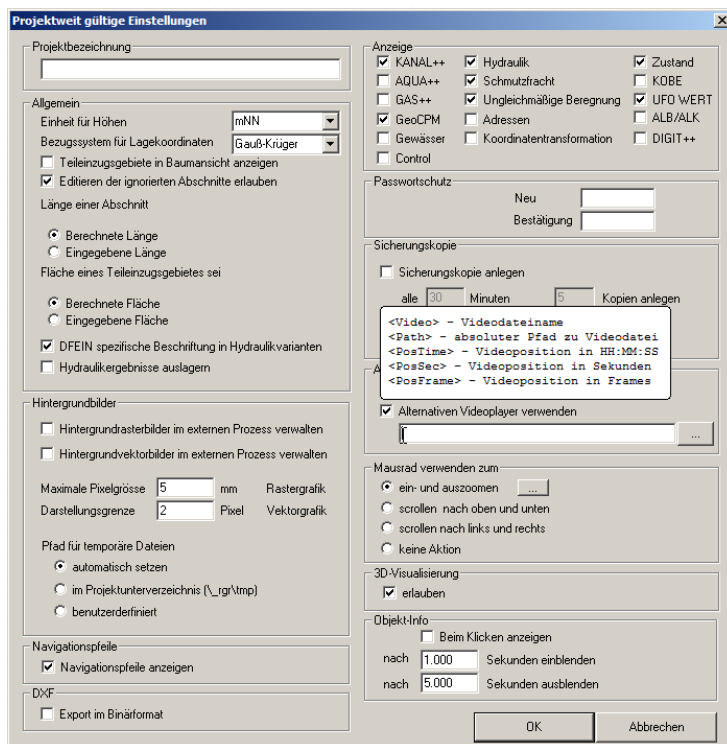 Projektweit gültige Einstellungen
Projektbezeichnung
Allgemein
Einheit für Höhen mNN
Bezugssystem für Lagekoordinaten Gauß-Krüger
Teileinzugsgebiete in Baumansicht anzeigen
Editieren der ignorierten Abschnitte erlauben
Länge einer Abschnitt
Berechnete Länge
Eingegebene Länge
Fläche eines Teileinzugsgebietes sei
Berechnete Fläche
Eingegebene Fläche
DFEIN spezifische Beschriftung in Hydraulikvarianten
Hydraulikergebnisse auslagern
Hintergrundbilder
Hintergrundrasterbilder im externen Prozess verwalten
Hintergrundvektorbilder im externen Prozess verwalten
Maximale Pixelgrösse 5 mm Rastergrafik
Darstellungsgrenze 2 Pixel Vektorgrafik
Pfad für temporäre Dateien
automatisch setzen
im Projektunterverzeichnis (\_rgr\tmp)
benutzerdefiniert
Navigationspfeile
Navigationspfeile anzeigen
DXF
Export im Binärformat
Anzeige
KANAL++ Hydraulik Zustand
AQUA++ Schmutzfracht KOBE
GAS++ Ungleichmäßige Beregnung UFO WERT
GeoCPM Adressen ALB/ALK
Gewässer Koordinatentransformation DIGIT++
Control
Passwortschutz
Neu
Bestätigung
Sicherungskopie
Sicherungskopie anlegen
alle 30 Minuten 5 Kopien anlegen
<Video> - Videodateiname
<Path> - absoluter Pfad zu Videodatei
<PosTime> - Videoposition in HH:MM:SS
<PosSec> - Videoposition in Sekunden
<PosFrame> - Videoposition in Frames
Alternativen Videoplayer verwenden
...
Mausrad verwenden zum
ein- und auszoomen ...
scrollen nach oben und unten
scrollen nach links und rechts
keine Aktion
3D-Visualisierung
erlauben
Objekt-Info
Beim Klicken anzeigen
nach 1.000 Sekunden einblenden
nach 5.000 Sekunden ausblenden
OK Abbrechen